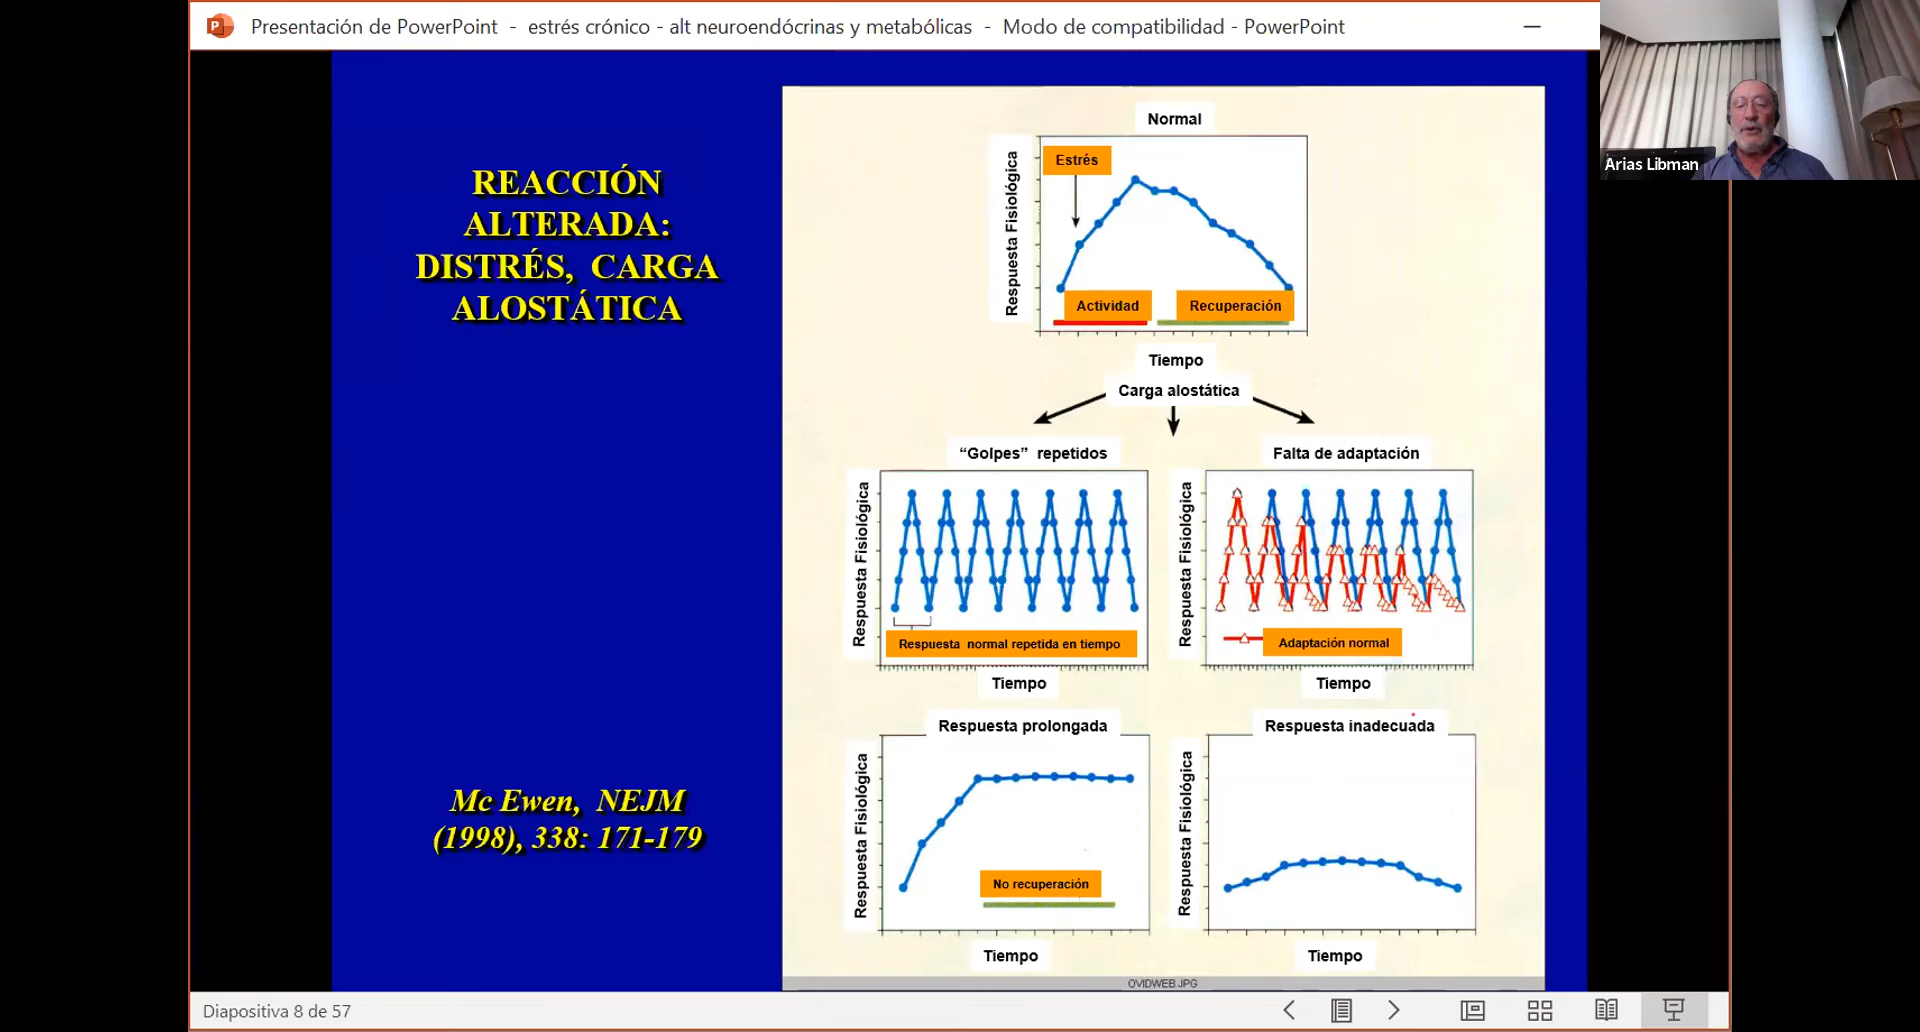 Presentación de PowerPoint - estrés crónico - alt neuroendócrinas y metabólicas - Modo de compatibilidad - PowerPoint
Arias Libman
REACCIÓN
ALTERADA:
DISTRÉS, CARGA
ALOSTÁTICA
Mc Ewen, NEJM
(1998), 338: 171-179
Normal
Respuesta Fisiológica
Estrés
Actividad
Recuperación
Tiempo
Carga alostática
“Golpes” repetidos
Respuesta Fisiológica
Respuesta normal repetida en tiempo
Tiempo
Falta de adaptación
Respuesta Fisiológica
Adaptación normal
Tiempo
Respuesta prolongada
Respuesta Fisiológica
No recuperación
Tiempo
Respuesta inadecuada
Respuesta Fisiológica
Tiempo
OVIDWEB.JPG
Diapositiva 8 de 57